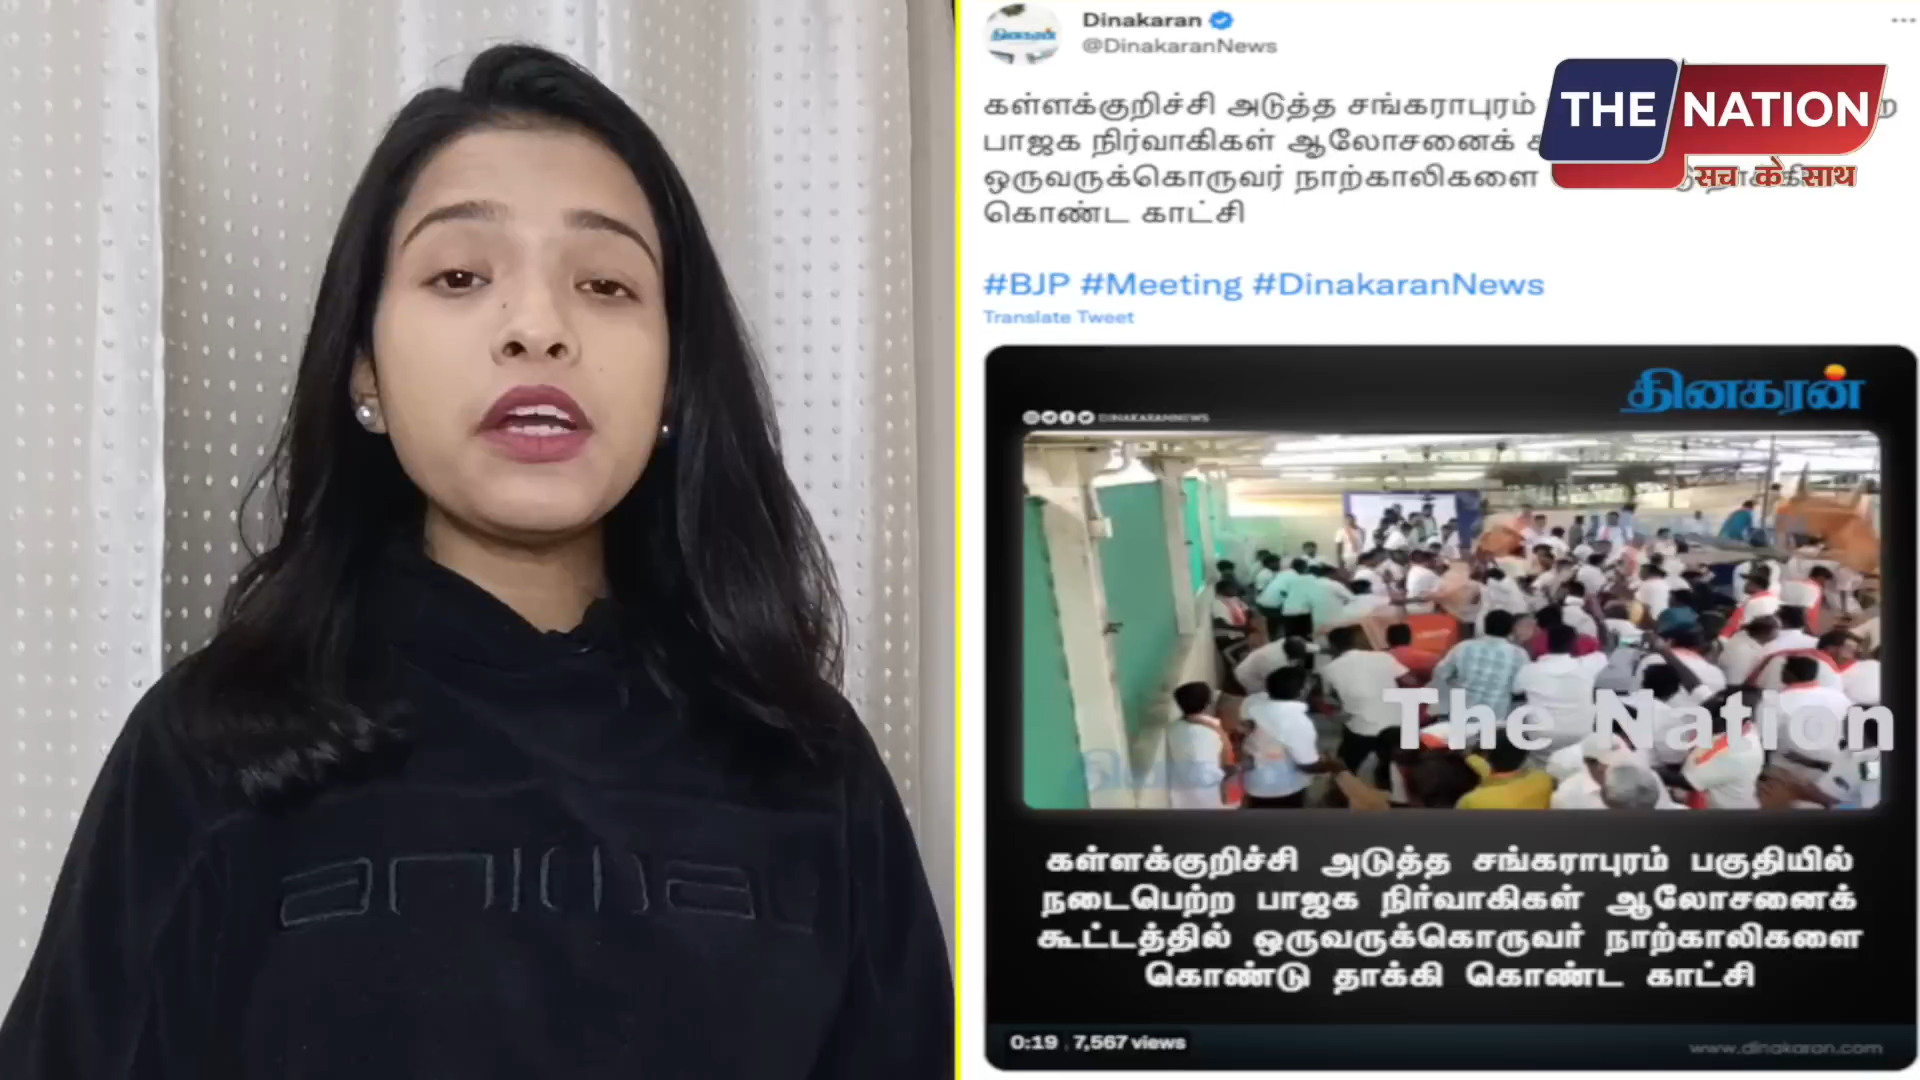 Dinakaran
@DinakaranNews
கள்ளக்குறிச்சி அடுத்த சங்கராபுரம்
பாஜக நிர்வாகிகள் ஆலோசனைக்
ஒருவருக்கொருவர் நாற்காலிகளை
கொண்ட காட்சி
#BJP #Meeting #DinakaranNews
Translate Tweet
THE NATION
सच के साथ
தினகரன்
DINAKARANNEWS
The Nation
கள்ளக்குறிச்சி அடுத்த சங்கராபுரம் பகுதியில்
நடைபெற்ற பாஜக நிர்வாகிகள் ஆலோசனைக்
கூட்டத்தில் ஒருவருக்கொருவர் நாற்காலிகளை
கொண்டு தாக்கி கொண்ட காட்சி
0:19 7,567 views
www.dinakaran.com
animal